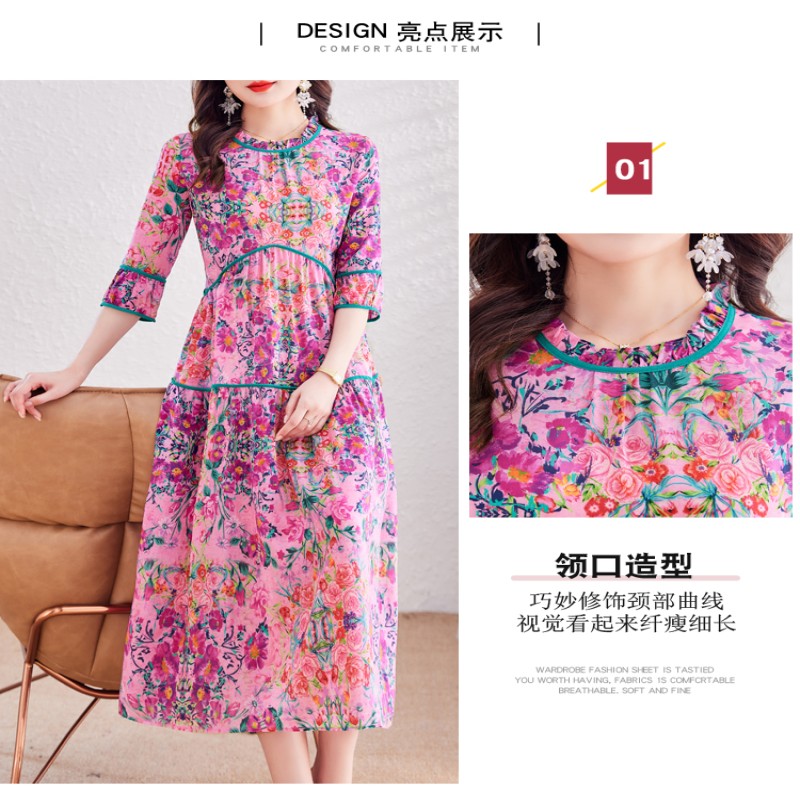 | DESIGN 亮点展示 |
COMFORTABLE ITEM
01
领口造型
巧妙修饰颈部曲线
视觉看起来纤瘦细长
WARDROBE FASHION SHEET IS TASTIED
YOU WORTH HAVING, FABRICS IS COMFORTABLE
BREATHABLE. SOFT AND FINE